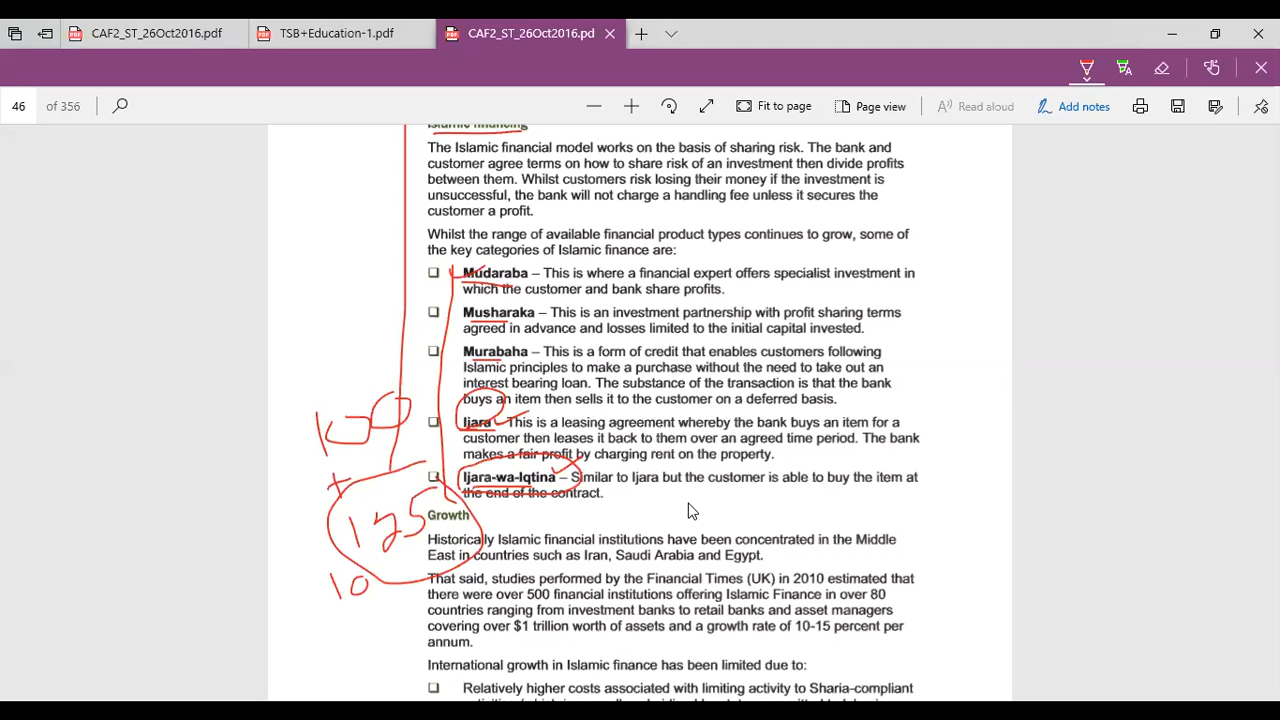 CAF2_ST_26Oct2016.pdf
TSB+Education-1.pdf
CAF2_ST_26Oct2016.pd
46 of 356
Fit to page
Page view
Read aloud
Add notes
Islamic financing
The Islamic financial model works on the basis of sharing risk. The bank and
customer agree terms on how to share risk of an investment then divide profits
between them. Whilst customers risk losing their money if the investment is
unsuccessful, the bank will not charge a handling fee unless it secures the
customer a profit.
Whilst the range of available financial product types continues to grow, some of
the key categories of Islamic finance are:
Mudaraba – This is where a financial expert offers specialist investment in
which the customer and bank share profits.
Musharaka – This is an investment partnership with profit sharing terms
agreed in advance and losses limited to the initial capital invested.
Murabaha – This is a form of credit that enables customers following
Islamic principles to make a purchase without the need to take out an
interest bearing loan. The substance of the transaction is that the bank
buys an item then sells it to the customer on a deferred basis.
Ijara – This is a leasing agreement whereby the bank buys an item for a
customer then leases it back to them over an agreed time period. The bank
makes a fair profit by charging rent on the property.
Ijara-wa-Iqtina – Similar to Ijara but the customer is able to buy the item at
the end of the contract.
100
+
125
10
Growth
Historically Islamic financial institutions have been concentrated in the Middle
East in countries such as Iran, Saudi Arabia and Egypt.
That said, studies performed by the Financial Times (UK) in 2010 estimated that
there were over 500 financial institutions offering Islamic Finance in over 80
countries ranging from investment banks to retail banks and asset managers
covering over $1 trillion worth of assets and a growth rate of 10-15 percent per
annum.
International growth in Islamic finance has been limited due to:
Relatively higher costs associated with limiting activity to Sharia-compliant